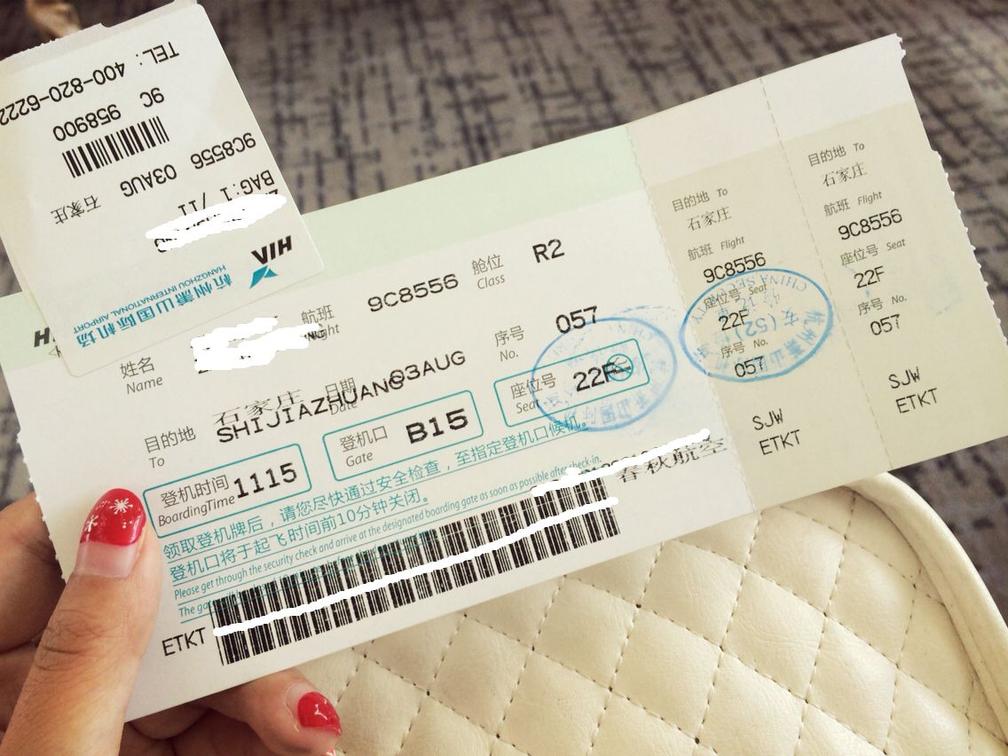 TEL: 400-820-6222
9C 958900
9C8556 03AUG 石家庄
BAG:1 /11
HIA
杭州萧山国际机场
HANGZHOU INTERNATIONAL AIRPORT
姓名
Name
航班
9C8556
舱位
Class
R2
目的地
To
石家庄
SHIJIAZHUANG
日期
Date
03AUG
序号
No.
057
登机时间
BoardingTime
1115
登机口
Gate
B15
座位号
Seat
22F
领取登机牌后，请您尽快通过安全检查，至指定登机口候机。
登机口将于起飞时间前10分钟关闭。
Please get through the security check and arrive at the designated boarding gate as soon as possible after check-in.
The
春秋航空
ETKT
目的地 To
石家庄
航班 Flight
9C8556
座位号 Seat
22F
序号 No.
057
SJW
ETKT
目的地 To
石家庄
航班 Flight
9C8556
座位号 Seat
22F
序号 No.
057
SJW
ETKT